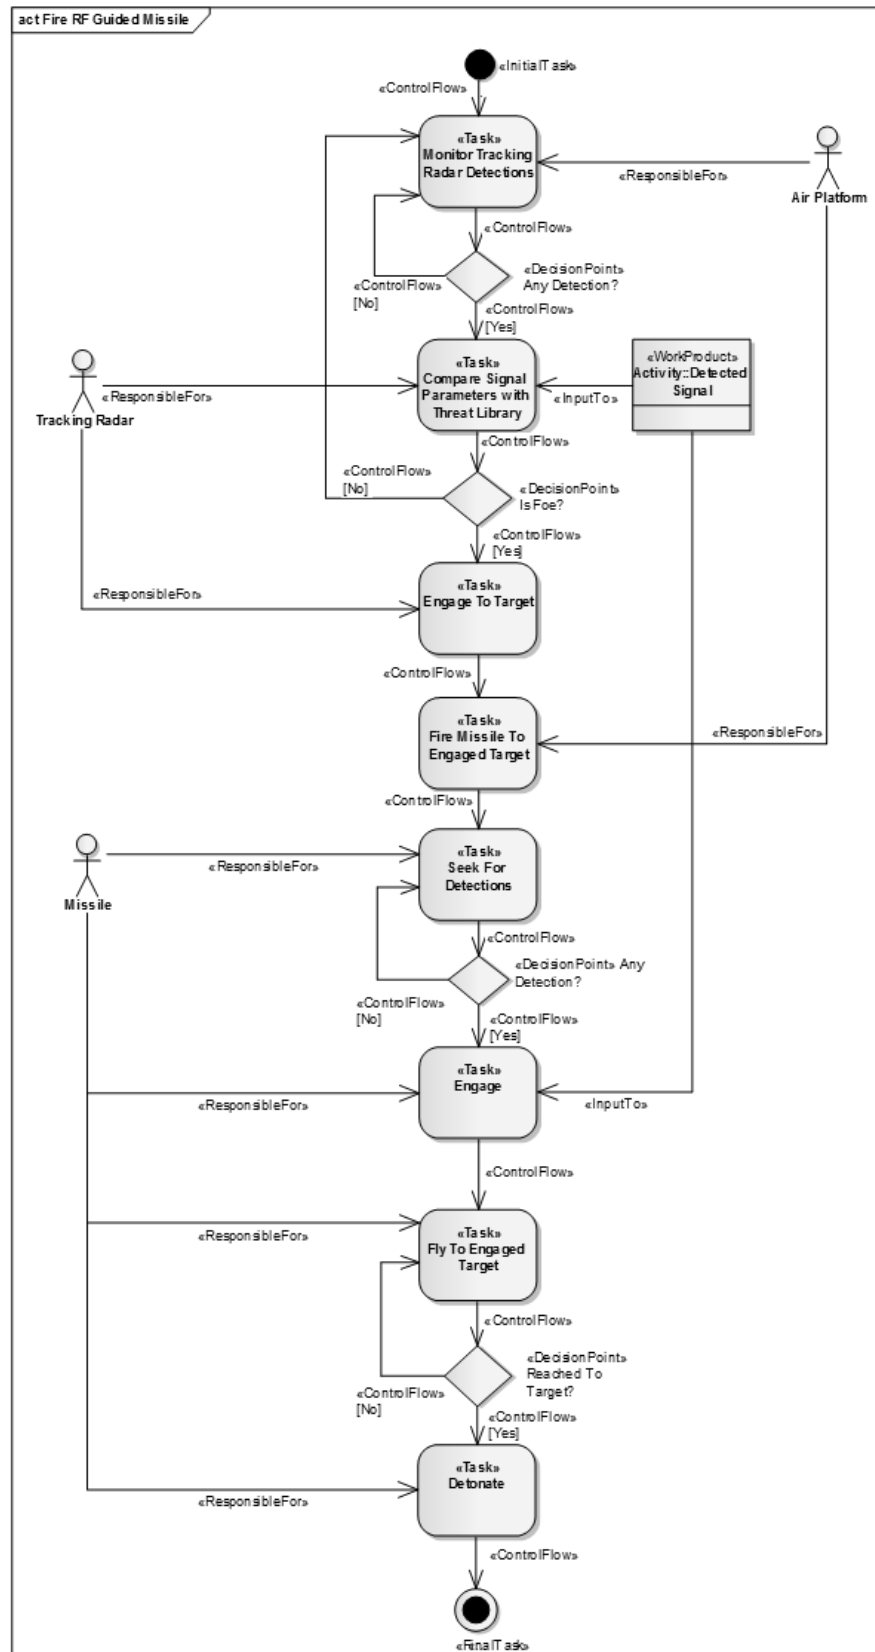 act Fire RF Guided Missile
«InitialTask»
«ControlFlow»
«Task»
Monitor Tracking
Radar Detections
«ResponsibleFor»
Air Platform
«ControlFlow»
«DecisionPoint»
Any Detection?
«ControlFlow»
[No]
«ControlFlow»
[Yes]
«Task»
Compare Signal
Parameters with
Threat Library
«WorkProduct»
Activity::Detected
Signal
«InputTo»
«ResponsibleFor»
Tracking Radar
«ControlFlow»
«ControlFlow»
[No]
«DecisionPoint»
Is Foe?
«ControlFlow»
[Yes]
«Task»
Engage To Target
«ResponsibleFor»
«ControlFlow»
«Task»
Fire Missile To
Engaged Target
«ResponsibleFor»
«ControlFlow»
«Task»
Seek For
Detections
«ResponsibleFor»
Missile
«ControlFlow»
«DecisionPoint» Any
Detection?
«ControlFlow»
[No]
«ControlFlow»
[Yes]
«Task»
Engage
«ResponsibleFor»
«InputTo»
«ControlFlow»
«Task»
Fly To Engaged
Target
«ResponsibleFor»
«ControlFlow»
«DecisionPoint»
Reached To
Target?
«ControlFlow»
[No]
«ControlFlow»
[Yes]
«Task»
Detonate
«ResponsibleFor»
«ControlFlow»
«FinalTask»